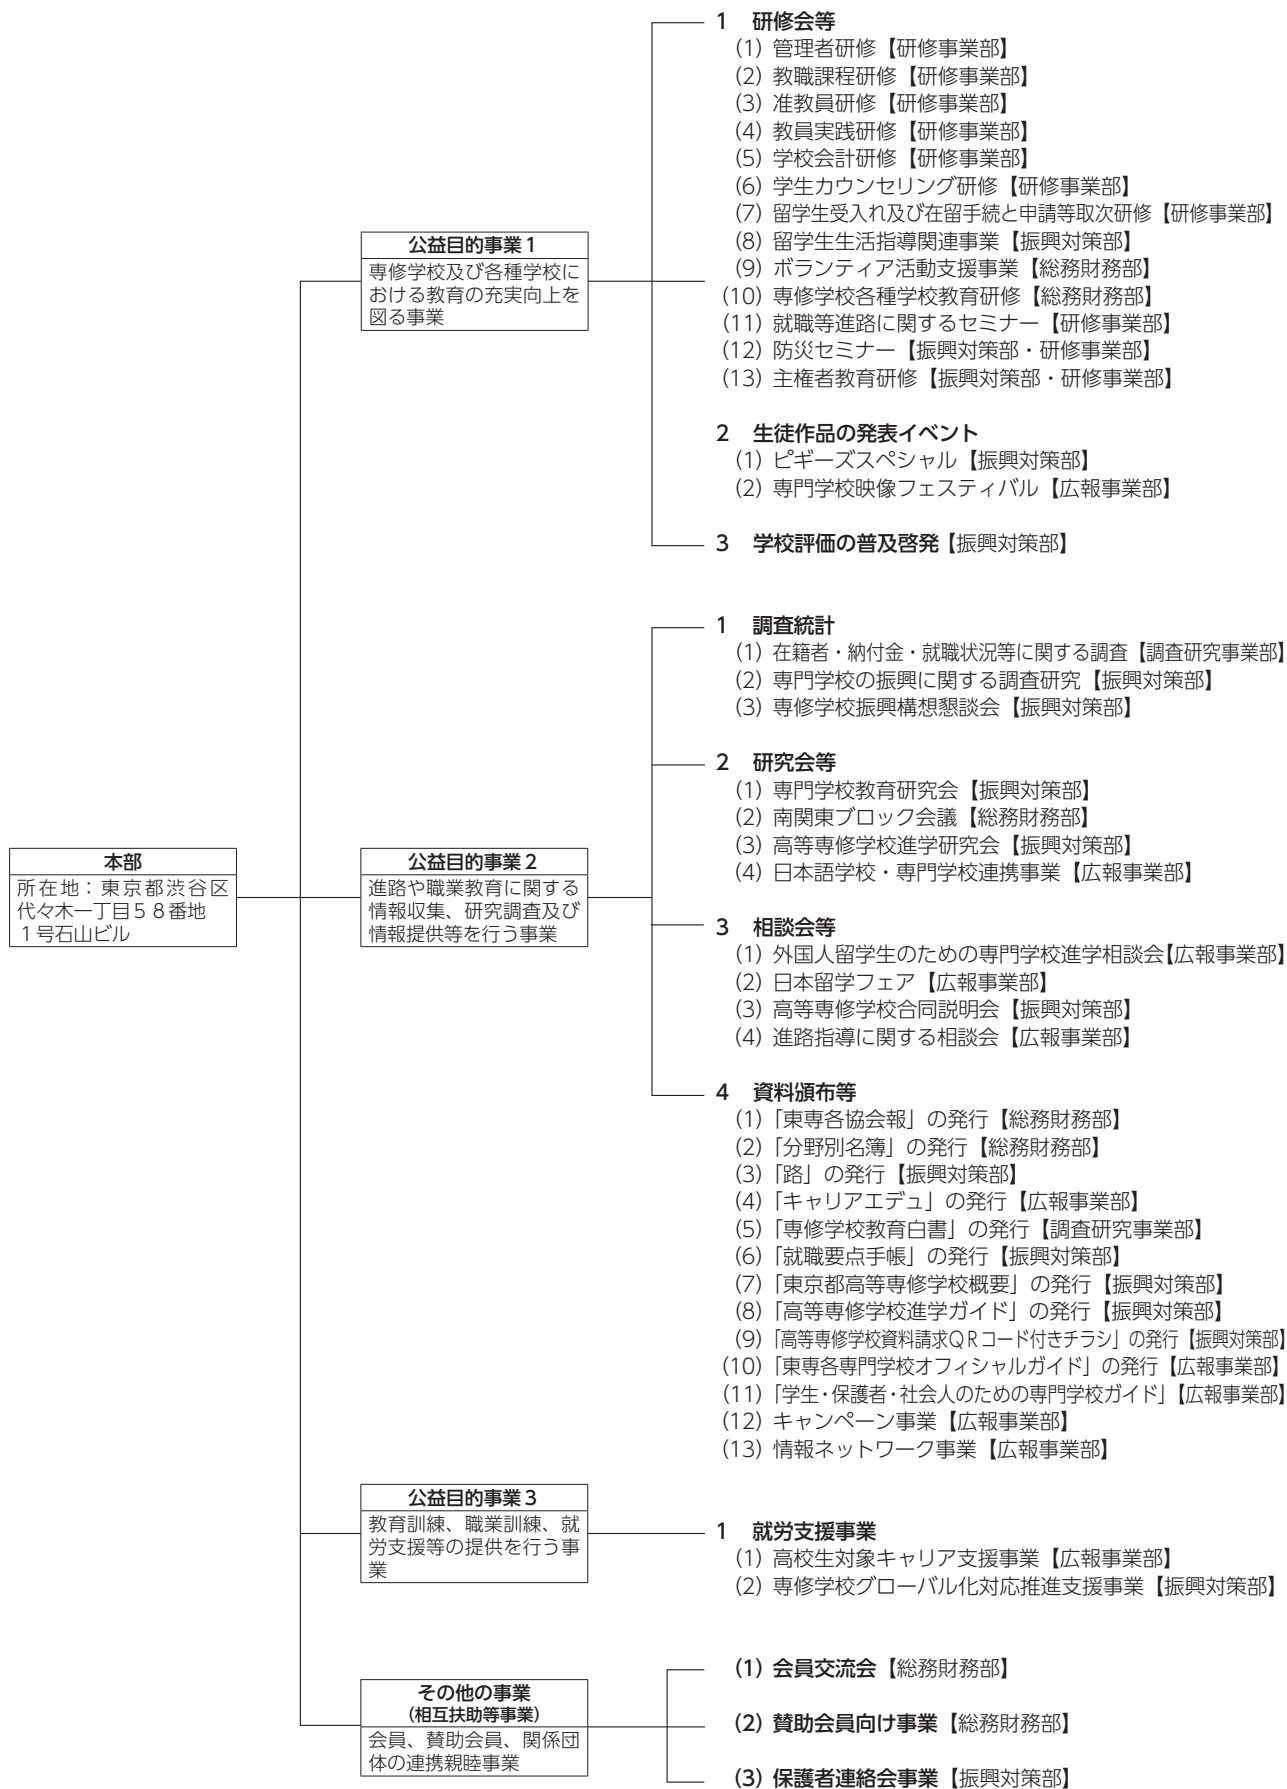 本部
所在地：東京都渋谷区
代々木一丁目５８番地
１号石山ビル
公益目的事業１
専修学校及び各種学校に
おける教育の充実向上を
図る事業
1　研修会等
(1) 管理者研修【研修事業部】
(2) 教職課程研修【研修事業部】
(3) 准教員研修【研修事業部】
(4) 教員実践研修【研修事業部】
(5) 学校会計研修【研修事業部】
(6) 学生カウンセリング研修【研修事業部】
(7) 留学生受入れ及び在留手続と申請等取次研修【研修事業部】
(8) 留学生生活指導関連事業【振興対策部】
(9) ボランティア活動支援事業【総務財務部】
(10) 専修学校各種学校教育研修【総務財務部】
(11) 就職等進路に関するセミナー【研修事業部】
(12) 防災セミナー【振興対策部・研修事業部】
(13) 主権者教育研修【振興対策部・研修事業部】
2　生徒作品の発表イベント
(1) ピギーズスペシャル【振興対策部】
(2) 専門学校映像フェスティバル【広報事業部】
3　学校評価の普及啓発【振興対策部】
公益目的事業２
進路や職業教育に関する
情報収集、研究調査及び
情報提供等を行う事業
1　調査統計
(1) 在籍者・納付金・就職状況等に関する調査【調査研究事業部】
(2) 専門学校の振興に関する調査研究【振興対策部】
(3) 専修学校振興構想懇談会【振興対策部】
2　研究会等
(1) 専門学校教育研究会【振興対策部】
(2) 南関東ブロック会議【総務財務部】
(3) 高等専修学校進学研究会【振興対策部】
(4) 日本語学校・専門学校連携事業【広報事業部】
3　相談会等
(1) 外国人留学生のための専門学校進学相談会【広報事業部】
(2) 日本留学フェア【広報事業部】
(3) 高等専修学校合同説明会【振興対策部】
(4) 進路指導に関する相談会【広報事業部】
4　資料頒布等
(1)「東専各協会報」の発行【総務財務部】
(2)「分野別名簿」の発行【総務財務部】
(3)「路」の発行【振興対策部】
(4)「キャリアエデュ」の発行【広報事業部】
(5)「専修学校教育白書」の発行【調査研究事業部】
(6)「就職要点手帳」の発行【振興対策部】
(7)「東京都高等専修学校概要」の発行【振興対策部】
(8)「高等専修学校進学ガイド」の発行【振興対策部】
(9)「高等専修学校資料請求ＱＲコード付きチラシ」の発行【振興対策部】
(10)「東専各専門学校オフィシャルガイド」の発行【広報事業部】
(11)「学生・保護者・社会人のための専門学校ガイド」【広報事業部】
(12) キャンペーン事業【広報事業部】
(13) 情報ネットワーク事業【広報事業部】
公益目的事業３
教育訓練、職業訓練、就
労支援等の提供を行う事
業
1　就労支援事業
(1) 高校生対象キャリア支援事業【広報事業部】
(2) 専修学校グローバル化対応推進支援事業【振興対策部】
その他の事業
(相互扶助等事業)
会員、賛助会員、関係団
体の連携親睦事業
(1) 会員交流会【総務財務部】
(2) 賛助会員向け事業【総務財務部】
(3) 保護者連絡会事業【振興対策部】